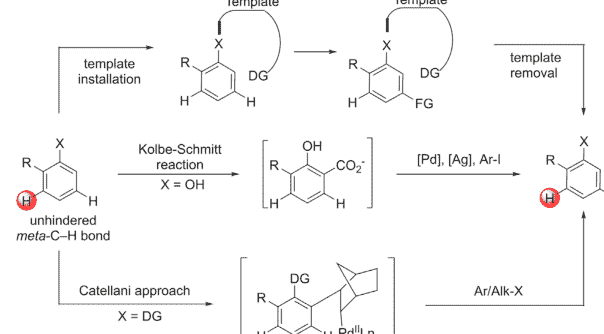 Template
Template
X
X
R
DG
R
DG
H
H
H
FG
template
installation
template
removal
X
R
H
H
unhindered
meta-C–H bond
Kolbe-Schmitt
reaction
X = OH
OH
R
CO2-
H
H
[Pd], [Ag], Ar-I
X
R
H
Catellani approach
X = DG
DG
R
H
H
PdIILn
Ar/Alk-X